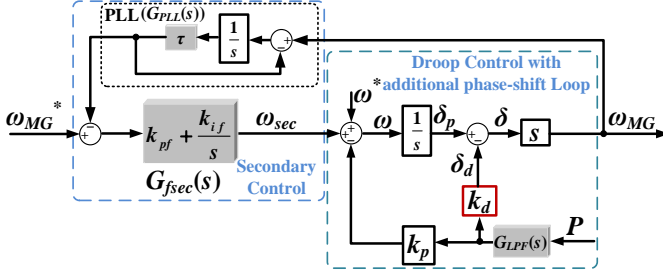 PLL(G_PLL(s))
τ
1/s
Droop Control with
additional phase-shift Loop
ω*
ω_MG*
k_pf + k_if/s
ω_sec
ω
1/s
δ_p
δ
s
ω_MG
G_fsec(s)
Secondary
Control
δ_d
k_d
k_p
G_LPF(s)
P